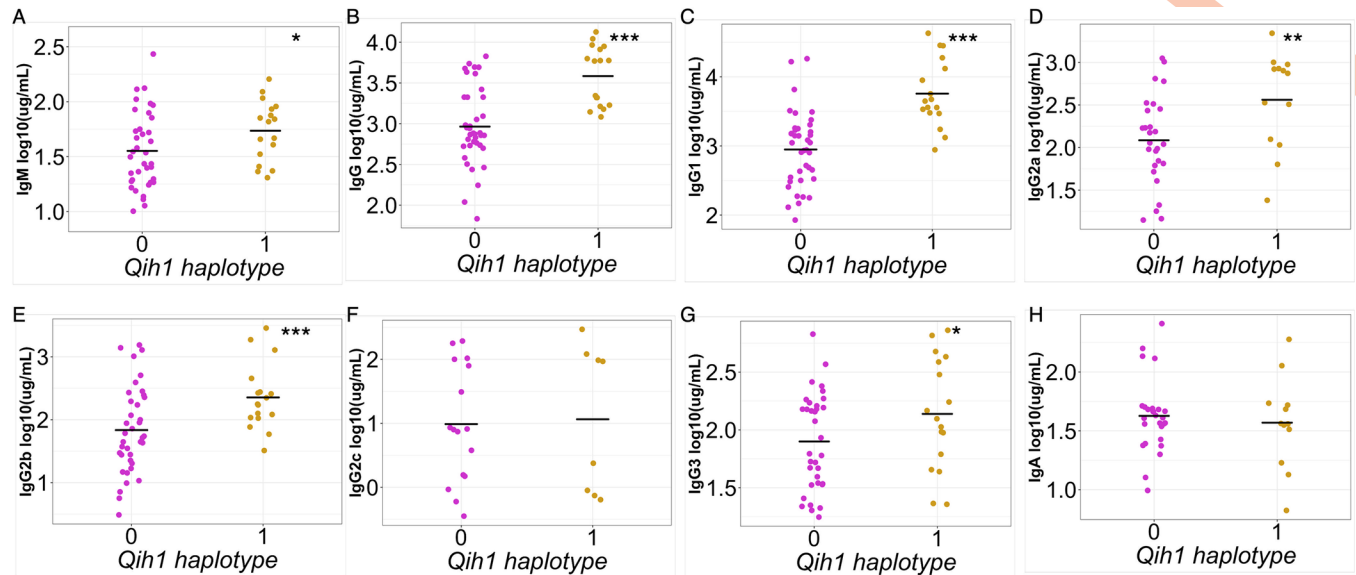 A
IgM log10(ug/mL)
2.5
2.0
1.5
1.0
*
0 1
Qih1 haplotype
B
IgG log10(ug/mL)
4.0
3.5
3.0
2.5
2.0
***
0 1
Qih1 haplotype
C
IgG1 log10(ug/mL)
4
3
2
***
0 1
Qih1 haplotype
D
IgG2a log10(ug/mL)
3.0
2.5
2.0
1.5
**
0 1
Qih1 haplotype
E
IgG2b log10(ug/mL)
3
2
1
***
0 1
Qih1 haplotype
F
IgG2c log10(ug/mL)
2
1
0
0 1
Qih1 haplotype
G
IgG3 log10(ug/mL)
2.5
2.0
1.5
*
0 1
Qih1 haplotype
H
IgA log10(ug/mL)
2.0
1.5
1.0
0 1
Qih1 haplotype